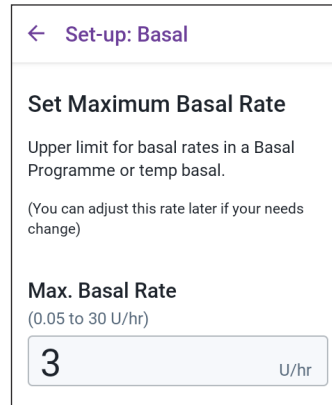 Set-up: Basal
Set Maximum Basal Rate
Upper limit for basal rates in a Basal
Programme or temp basal.
(You can adjust this rate later if your needs
change)
Max. Basal Rate
(0.05 to 30 U/hr)
3 U/hr